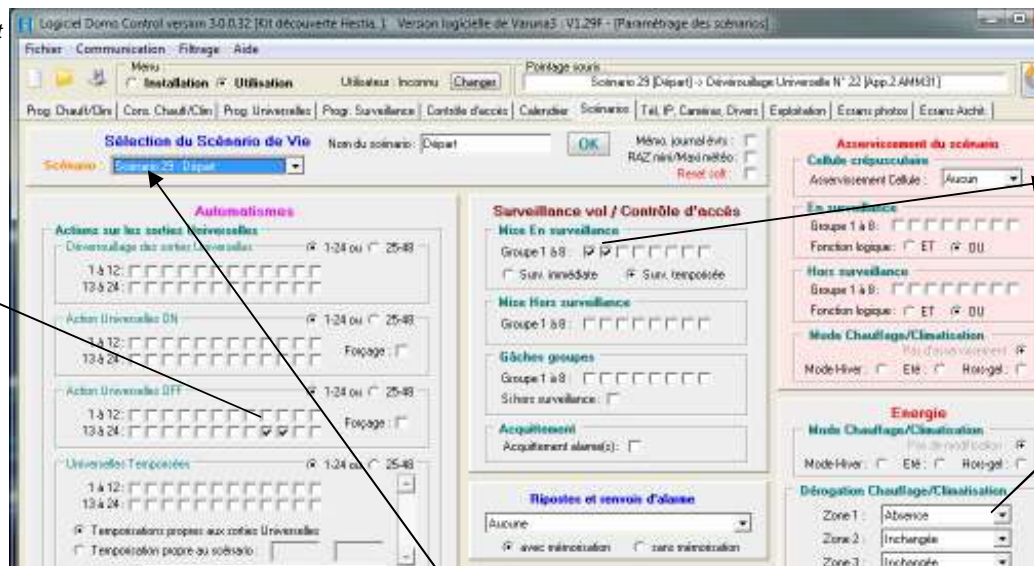 Logiciel Domo Control version 3.0.0.32 [Kit découverte Hestia. ] Version logicielle de Varuna3 : V1.29F - [Paramétrage des scénarios]
Fichier Communication Filtrage Aide
Menu
Installation Utilisation
Utilisateur : Inconnu
Changer
Pointage souris
Scénario 29 [Départ] -> Déverrouillage Universelle N° 22 [App.2 AMM31]
Prog. Chauff/Clim
Cons. Chauff/Clim
Prog. Universelles
Progr. Surveillance
Contrôle d'accès
Calendrier
Scénarios
Tél, IP, Caméras, Divers
Exploitation
Ecrans photos
Ecrans Archi.
Sélection du Scénario de Vie
Scénario : Scénario 29 : Départ
Nom du scénario : Départ
OK
Mémo. journal évts :
RAZ mini/Maxi météo :
Reset soft :
Automatismes
Actions sur les sorties Universelles
Déverrouillage des sorties Universelles 1-24 ou 25-48
1 à 12 :
13 à 24 :
Action Universelles ON 1-24 ou 25-48
1 à 12 :
13 à 24 :
Forçage :
Action Universelles OFF 1-24 ou 25-48
1 à 12 :
13 à 24 :
Forçage :
Universelles Temporisées 1-24 ou 25-48
1 à 12 :
13 à 24 :
Temporisations propres aux sorties Universelles
Temporisation propre au scénario :
Surveillance vol / Contrôle d'accès
Mise En surveillance
Groupe 1 à 8 :
Surv. immédiate Surv. temporisée
Mise Hors surveillance
Groupe 1 à 8 :
Gâches groupes
Groupe 1 à 8 :
Si hors surveillance :
Acquittement
Acquittement alarme(s) :
Ripostes et renvois d'alarme
Aucune
avec mémorisation sans mémorisation
Asservissement du scénario
Cellule crépusculaire
Asservissement Cellule : Aucun
En surveillance
Groupe 1 à 8 :
Fonction logique : ET OU
Hors surveillance
Groupe 1 à 8 :
Fonction logique : ET OU
Mode Chauffage/Climatisation
Pas d'asservissement
Mode Hiver : Eté : Hors-gel :
Energie
Mode Chauffage/Climatisation
Pas de modification
Mode Hiver : Eté : Hors-gel :
Dérogation Chauffage/Climatisation
Zone 1 : Absence
Zone 2 : Inchangée
Zone 3 : Inchangée